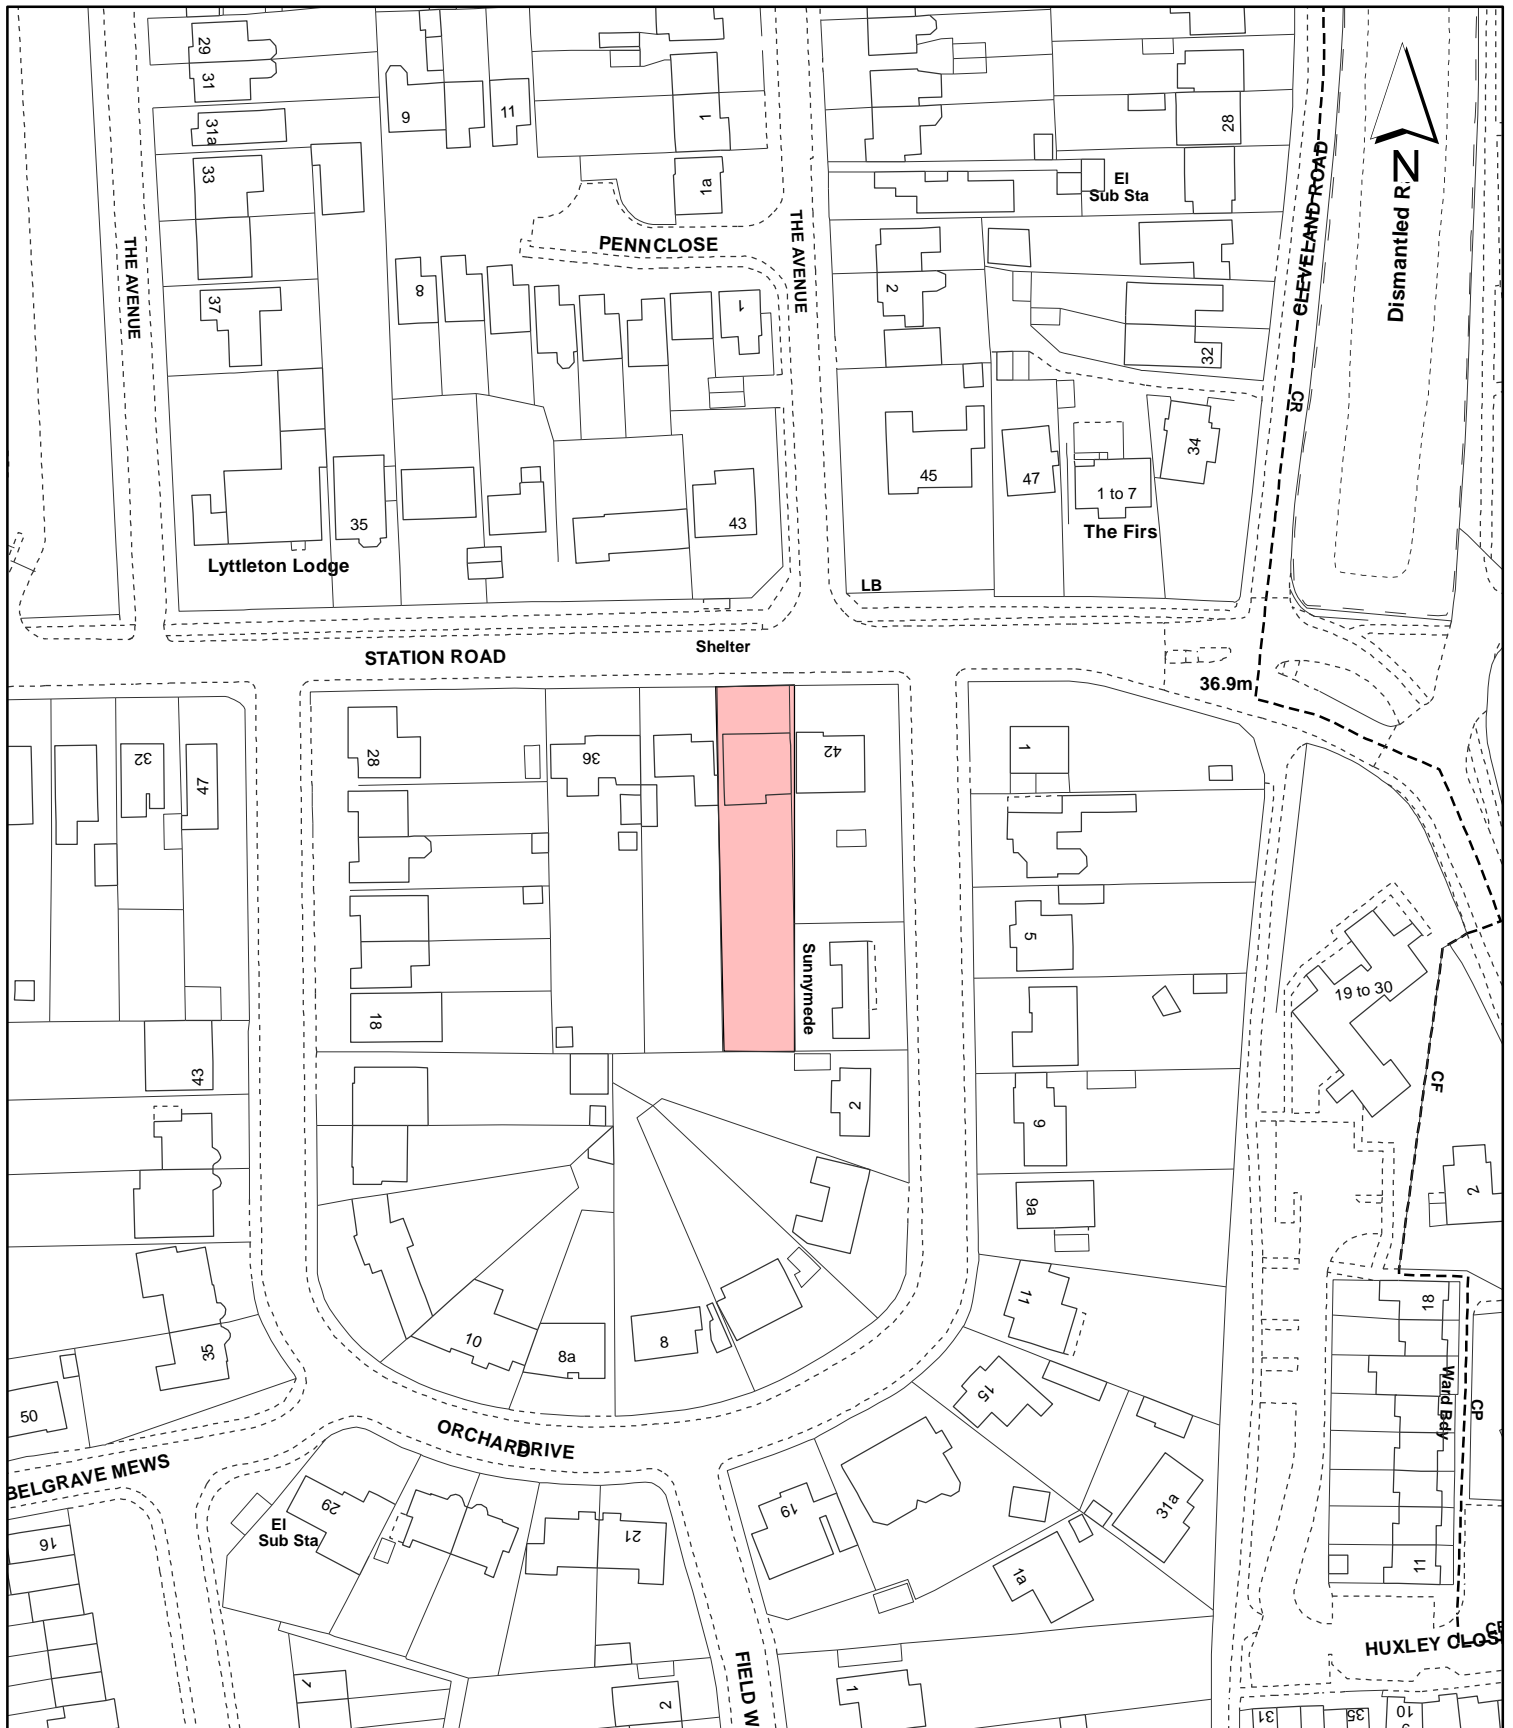 29
31
31a
33
37
9
11
1
1a
28
El
Sub Sta
CLEVELAND ROAD
N
Dismantled R
THE AVENUE
PENN CLOSE
THE AVENUE
8
1
2
32
CR
34
45
47
1 to 7
The Firs
35
43
Lyttleton Lodge
LB
STATION ROAD
Shelter
36.9m
32
47
28
36
42
1
5
Sunnymede
18
19 to 30
43
2
9
CF
9a
2
11
18
35
10
8a
8
15
50
ORCHARD DRIVE
Ward Bdy
CP
BELGRAVE MEWS
29
El
Sub Sta
21
19
31a
16
1a
11
HUXLEY CLOS
FIELD W
1
2
1
31
35
10